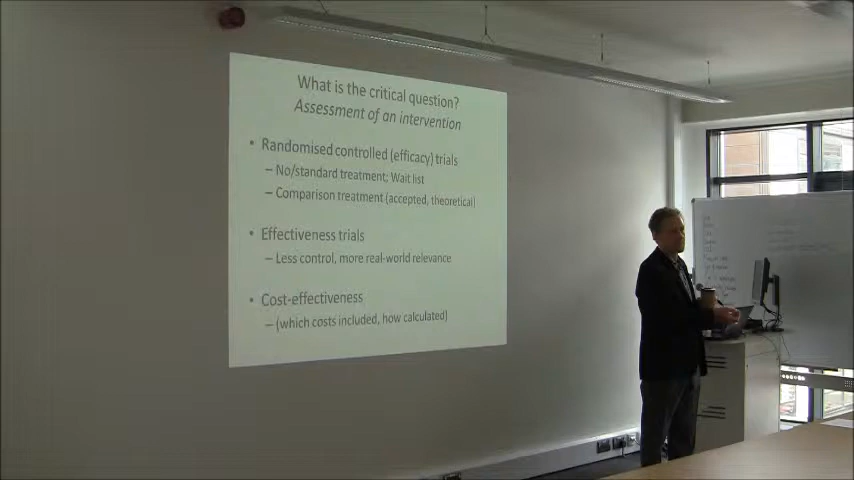 What is the critical question?
Assessment of an intervention
• Randomised controlled (efficacy) trials
– No/standard treatment; Wait list
– Comparison treatment (accepted, theoretical)
• Effectiveness trials
– Less control, more real-world relevance
• Cost-effectiveness
– (which costs included, how calculated)